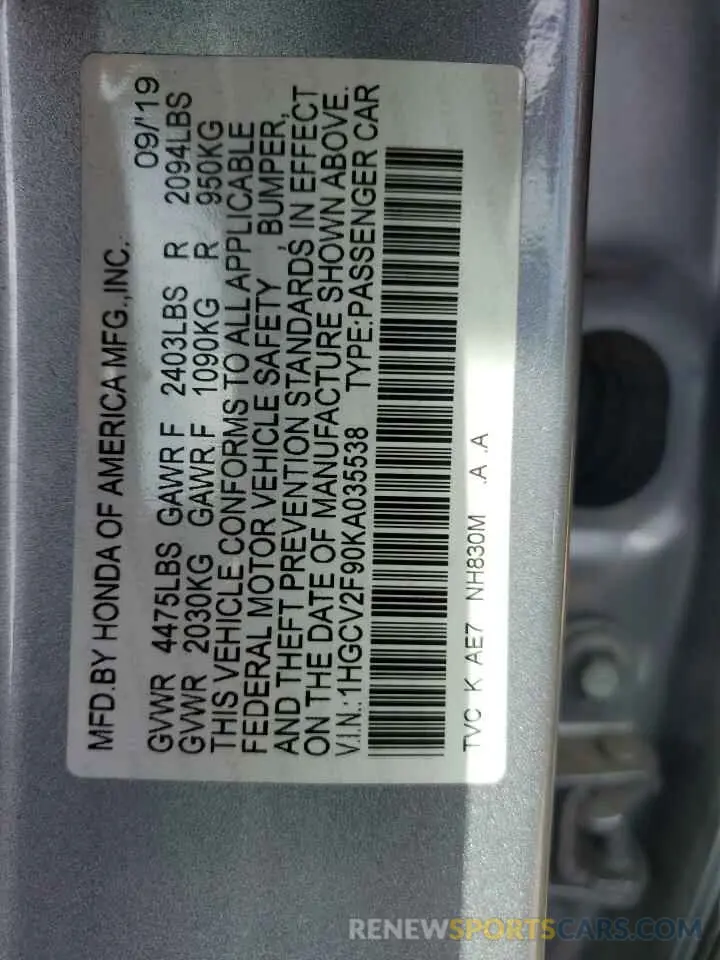 MFD.BY HONDA OF AMERICA MFG.,INC. 09/'19
GVWR 4475LBS GAWR F 2403LBS R 2094LBS
GVWR 2030KG GAWR.F 1090KG R 950KG
THIS VEHICLE CONFORMS TO ALL APPLICABLE
FEDERAL MOTOR VEHICLE SAFETY , BUMPER,
AND THEFT PREVENTION STANDARDS IN EFFECT
ON THE DATE OF MANUFACTURE SHOWN ABOVE.
V.I.N.:1HGCV2F90KA035538 TYPE:PASSENGER CAR
TVC K AE7 NH830M .A .A
RENEWSPORTSCARS.COM